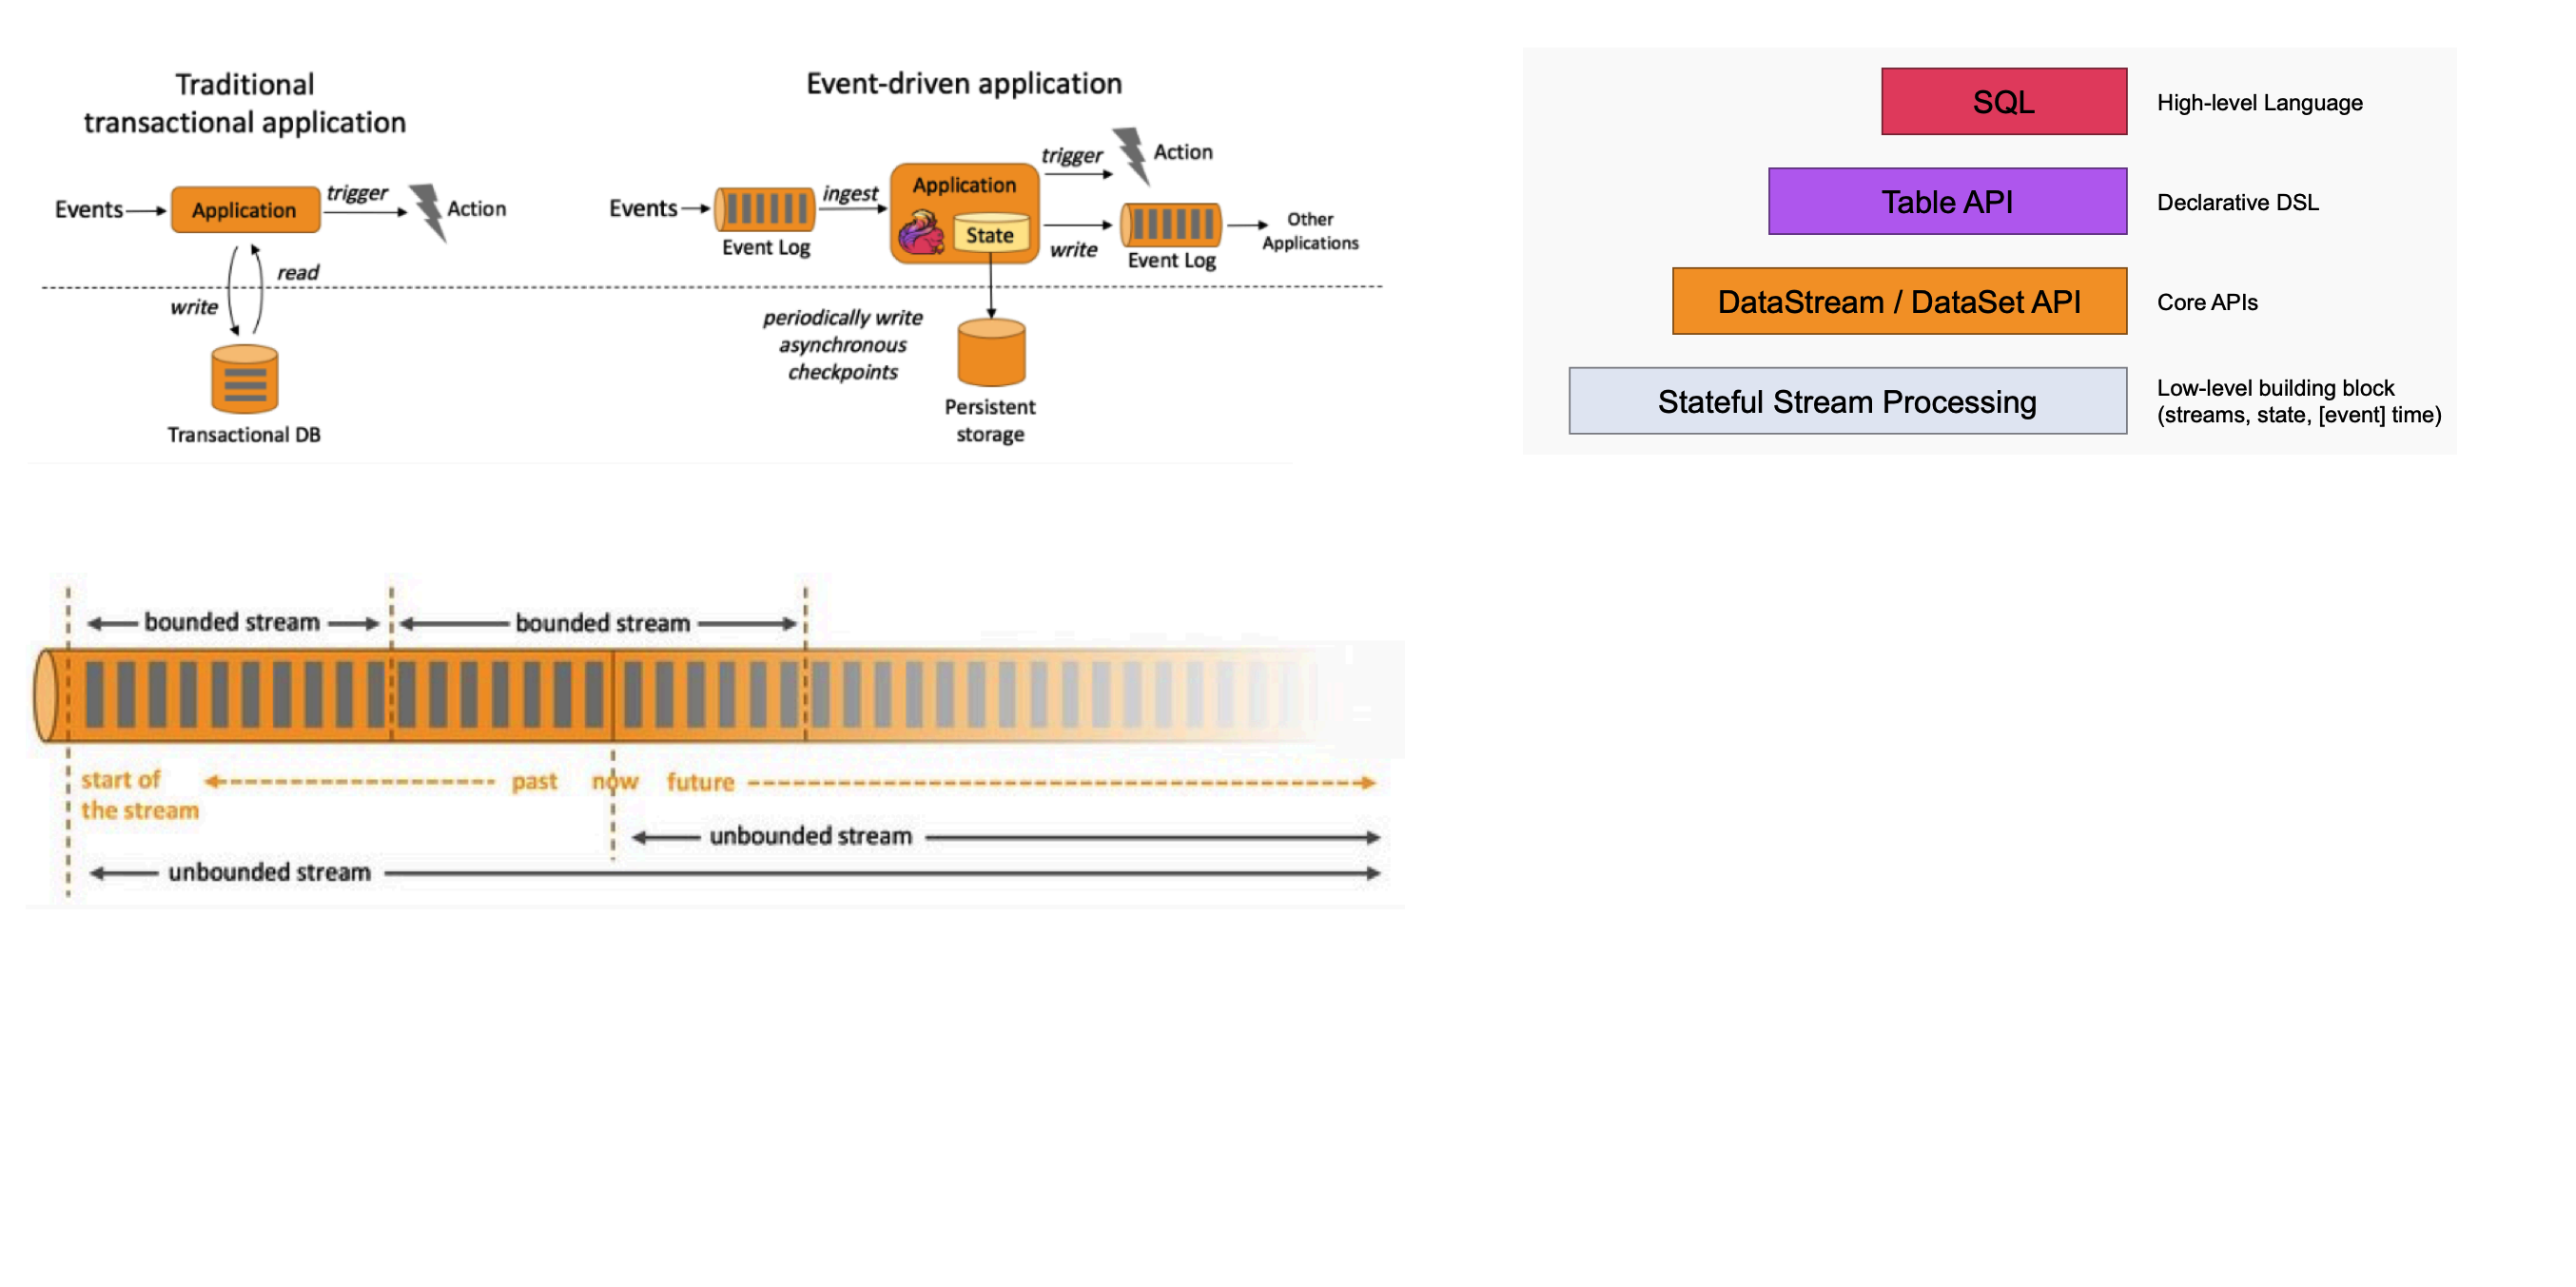 Traditional
transactional application
Events
Application
trigger
Action
read
write
Transactional DB
Event-driven application
Events
Event Log
ingest
Application
State
trigger
Action
write
Event Log
Other
Applications
periodically write
asynchronous
checkpoints
Persistent
storage
SQL
High-level Language
Table API
Declarative DSL
DataStream / DataSet API
Core APIs
Stateful Stream Processing
Low-level building block
(streams, state, [event] time)
bounded stream
bounded stream
start of
the stream
past
now
future
unbounded stream
unbounded stream